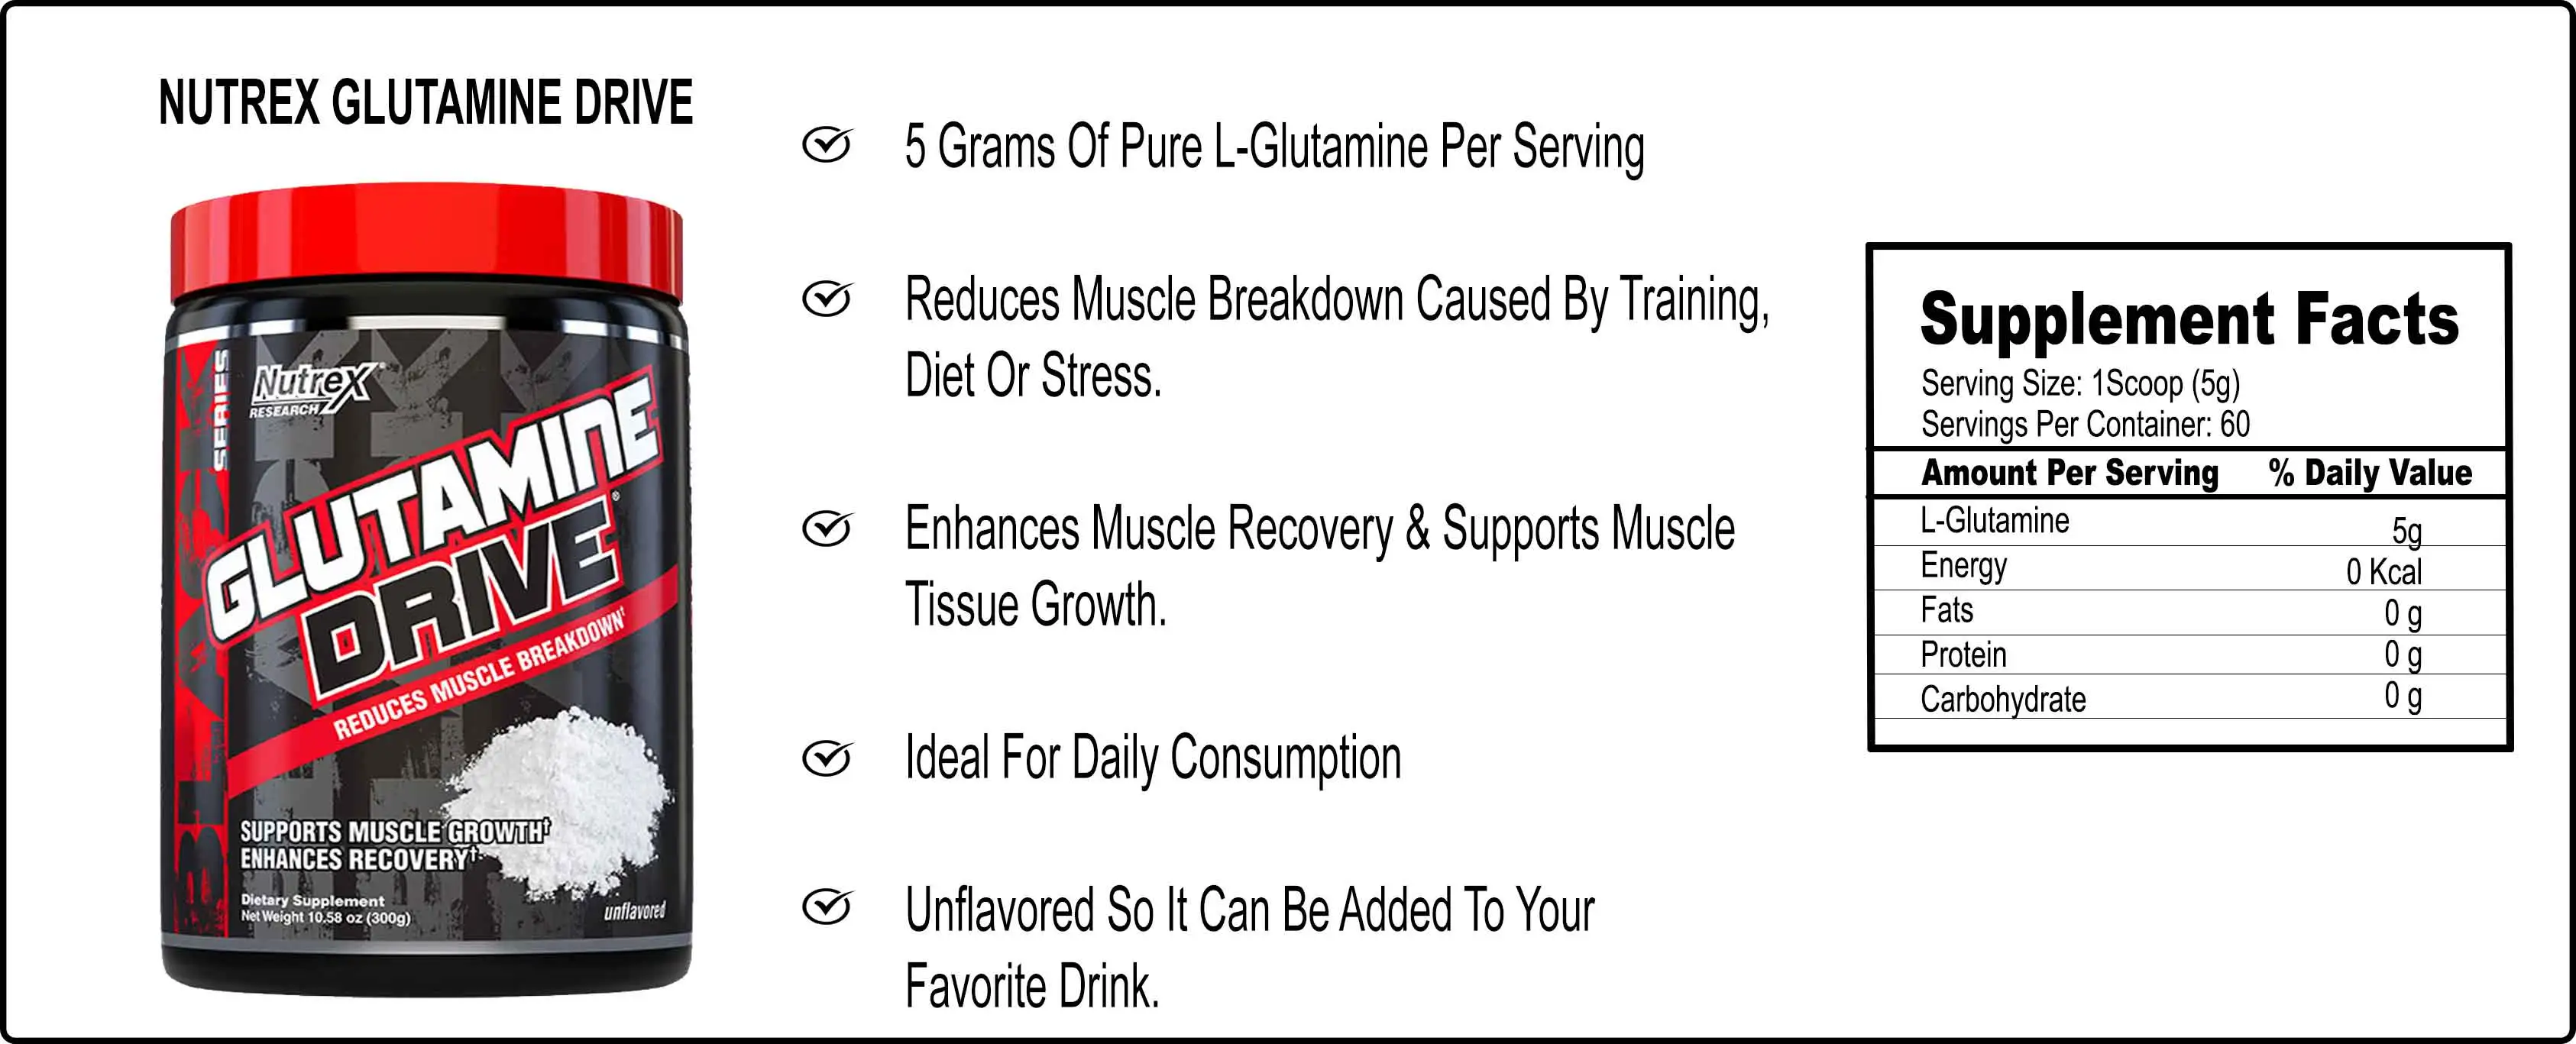 NUTREX GLUTAMINE DRIVE
BLACK SERIES
Nutrex®
RESEARCH
GLUTAMINE
DRIVE®
REDUCES MUSCLE BREAKDOWN†
SUPPORTS MUSCLE GROWTH†
ENHANCES RECOVERY†
Dietary Supplement
Net Weight 10.58 oz (300g)
unflavored
5 Grams Of Pure L-Glutamine Per Serving
Reduces Muscle Breakdown Caused By Training,
Diet Or Stress.
Enhances Muscle Recovery & Supports Muscle
Tissue Growth.
Ideal For Daily Consumption
Unflavored So It Can Be Added To Your
Favorite Drink.
Supplement Facts
Serving Size: 1Scoop (5g)
Servings Per Container: 60
Amount Per Serving % Daily Value
L-Glutamine 5g
Energy 0 Kcal
Fats 0 g
Protein 0 g
Carbohydrate 0 g